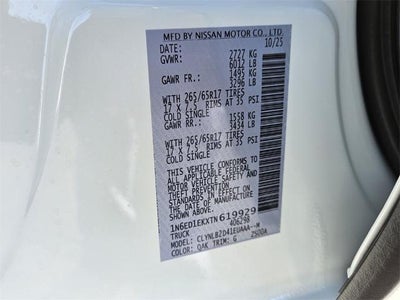 MFD BY NISSAN MOTOR CO., LTD.
DATE: 10/25
GVWR: 2727 KG
6012 LB
GAWR FR.: 1495 KG
3296 LB
WITH 265/65R17 TIRES
17 X 7.5 RIMS AT 35 PSI
COLD SINGLE
GAWR RR.: 1558 KG
3434 LB
WITH 265/65R17 TIRES
17 X 7.5 RIMS AT 35 PSI
COLD SINGLE
THIS VEHICLE CONFORMS TO
ALL APPLICABLE FEDERAL
MOTOR VEHICLE SAFETY AND
THEFT PREVENTION STANDARDS
IN EFFECT ON THE DATE OF
MANUFACTURE SHOWN ABOVE.
1N6ED1EXXTN619929
TRUCK 406298
MODEL: CLYNLBZD41EUAAA--M
COLOR: QAK TRIM: G